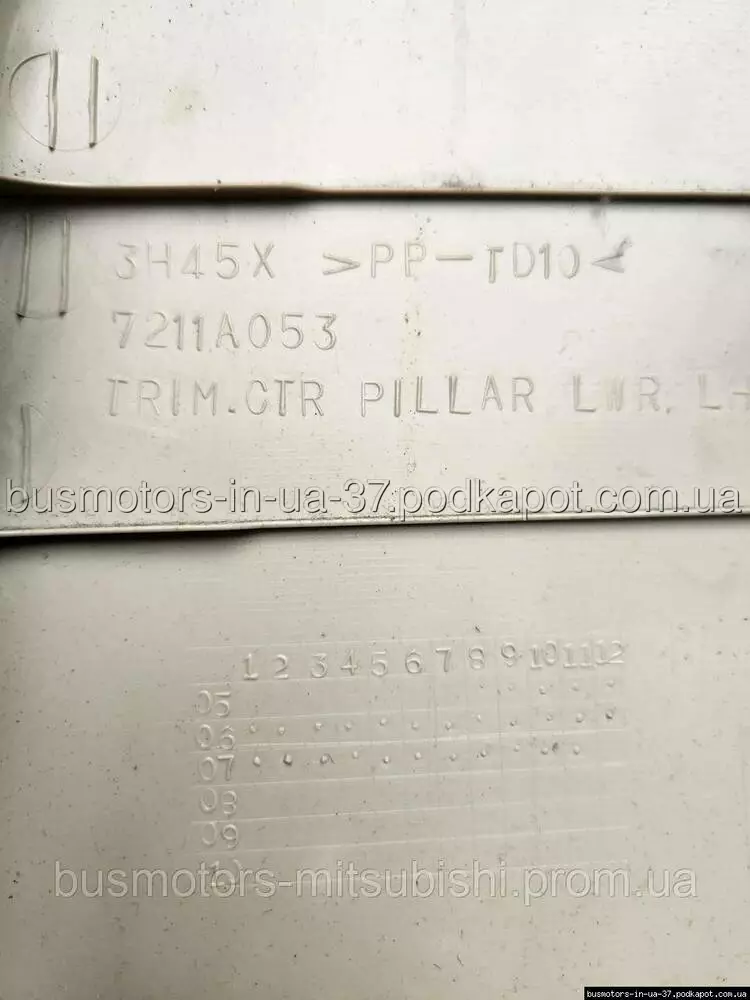 3H45X >PP-TD10<
7211A053
TRIM.CTR PILLAR LWR, LH
busmotors-in-ua-37.podkapot.com.ua
1 2 3 4 5 6 7 8 9 10 11 12
05
06
07
08
09
busmotors-mitsubishi.prom.ua
busmotors-in-ua-37.podkapot.com.ua